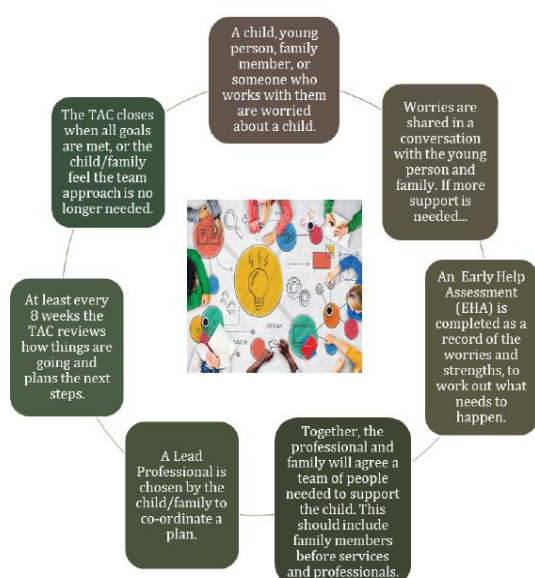 A child, young
person, family
member, or
someone who
works with them
are worried
about a child.
Worries are
shared in a
conversation
with the young
person and
family. If more
support is
needed...
An Early Help
Assessment
(EHA) is
completed as a
record of the
worries and
strengths, to
work out what
needs to
happen.
Together, the
professional and
family will agree
a team of people
needed to support
the child. This
should include
family members
before services
and professionals.
A Lead
Professional is
chosen by the
child/family to
co-ordinate a
plan.
At least every
8 weeks the
TAC reviews
how things are
going and
plans the next
steps.
The TAC closes
when all goals
are met, or the
child/family
feel the team
approach is no
longer needed.